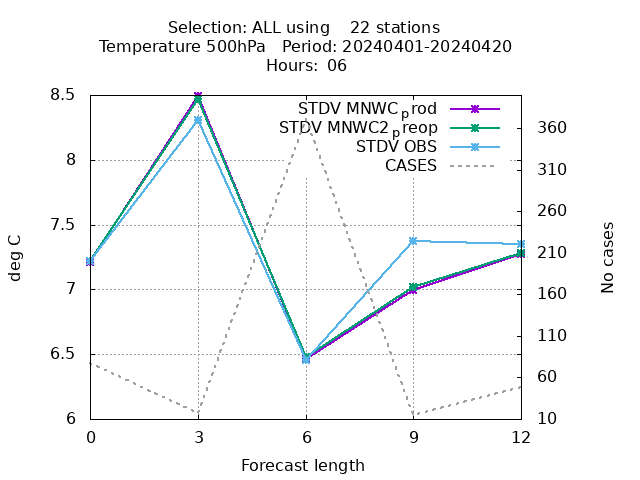 Selection: ALL using    22 stations
Temperature 500hPa   Period: 20240401-20240420
Hours: 06
STDV MNWCprod
STDV MNWC2preop
STDV OBS
CASES
8.5
8
7.5
7
6.5
6
360
310
260
210
160
110
60
10
deg C
No cases
0 3 6 9 12
Forecast length